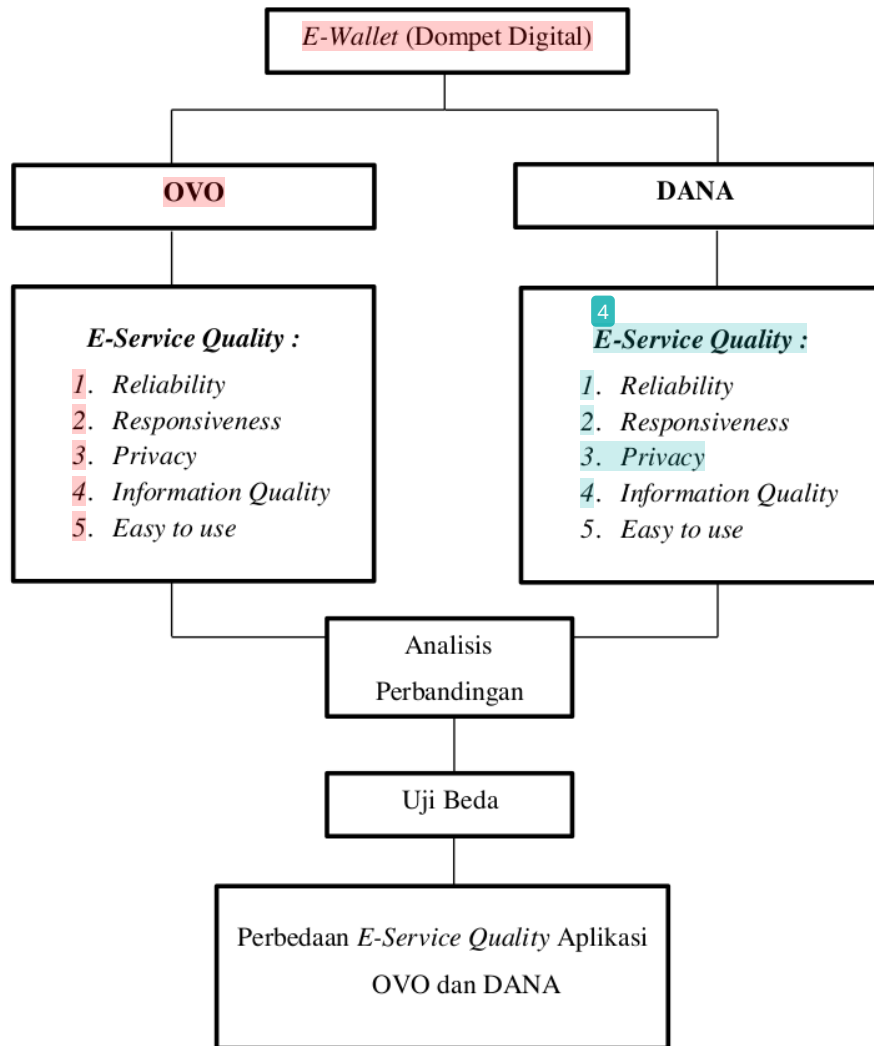 E-Wallet (Dompet Digital)
OVO
DANA
E-Service Quality :
1. Reliability
2. Responsiveness
3. Privacy
4. Information Quality
5. Easy to use
4
E-Service Quality :
1. Reliability
2. Responsiveness
3. Privacy
4. Information Quality
5. Easy to use
Analisis
Perbandingan
Uji Beda
Perbedaan E-Service Quality Aplikasi
OVO dan DANA